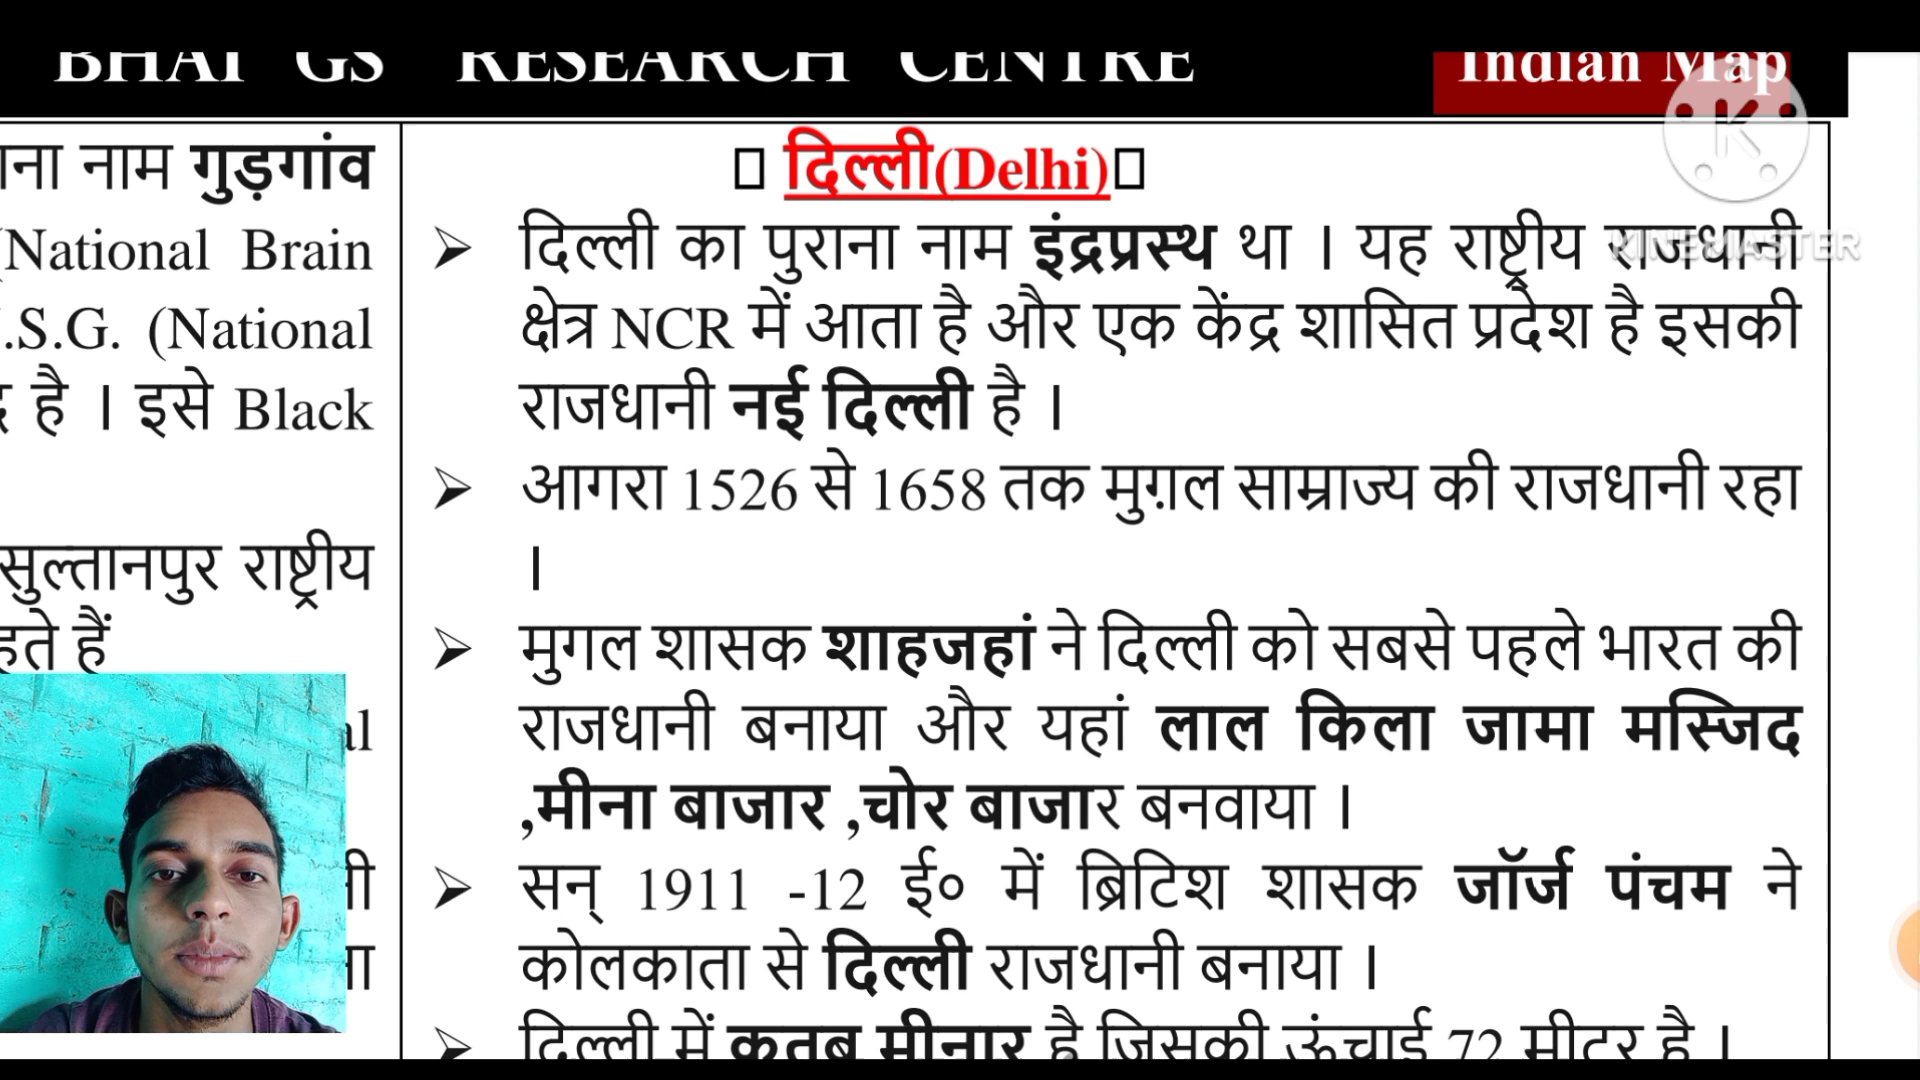 BHAI GS RESEARCH CENTRE
Indian Map
नाम गुड़गांव
(National Brain
.S.G. (National
है । इसे Black
सुल्तानपुर राष्ट्रीय
हैं
दिल्ली(Delhi)
➢ दिल्ली का पुराना नाम इंद्रप्रस्थ था । यह राष्ट्रीय राजधानी
क्षेत्र NCR में आता है और एक केंद्र शासित प्रदेश है इसकी
राजधानी नई दिल्ली है ।
➢ आगरा 1526 से 1658 तक मुग़ल साम्राज्य की राजधानी रहा
।
➢ मुगल शासक शाहजहां ने दिल्ली को सबसे पहले भारत की
राजधानी बनाया और यहां लाल किला जामा मस्जिद
,मीना बाजार ,चोर बाजार बनवाया ।
➢ सन् 1911 -12 ई० में ब्रिटिश शासक जॉर्ज पंचम ने
कोलकाता से दिल्ली राजधानी बनाया ।
➢ दिल्ली में कुतुब मीनार है जिसकी ऊंचाई 72 मीटर है ।
K
KINEMASTER